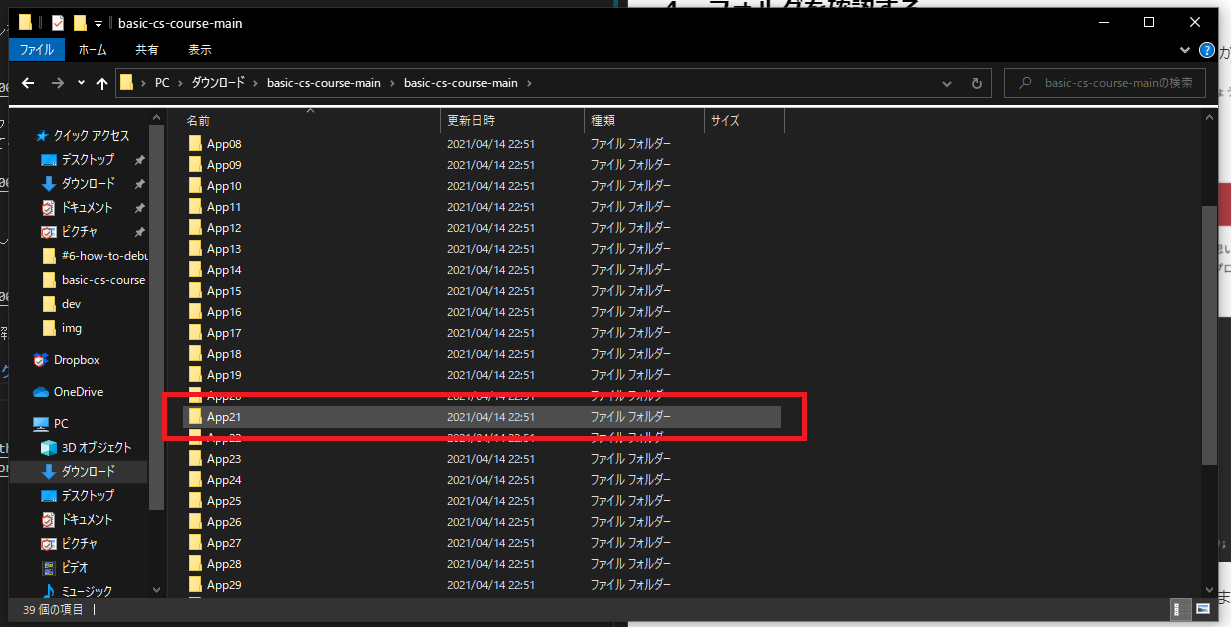 4. フォルダを確認する
basic-cs-course-main
ファイル ホーム 共有 表示
PC ダウンロード basic-cs-course-main basic-cs-course-main
basic-cs-course-mainの検索
クイック アクセス
デスクトップ
ダウンロード
ドキュメント
ピクチャ
#6-how-to-debu
basic-cs-course
dev
img
Dropbox
OneDrive
PC
3D オブジェクト
ダウンロード
デスクトップ
ドキュメント
ピクチャ
ビデオ
ミュージック
名前 更新日時 種類 サイズ
App08 2021/04/14 22:51 ファイル フォルダー
App09 2021/04/14 22:51 ファイル フォルダー
App10 2021/04/14 22:51 ファイル フォルダー
App11 2021/04/14 22:51 ファイル フォルダー
App12 2021/04/14 22:51 ファイル フォルダー
App13 2021/04/14 22:51 ファイル フォルダー
App14 2021/04/14 22:51 ファイル フォルダー
App15 2021/04/14 22:51 ファイル フォルダー
App16 2021/04/14 22:51 ファイル フォルダー
App17 2021/04/14 22:51 ファイル フォルダー
App18 2021/04/14 22:51 ファイル フォルダー
App19 2021/04/14 22:51 ファイル フォルダー
App20 2021/04/14 22:51 ファイル フォルダー
App21 2021/04/14 22:51 ファイル フォルダー
App22 2021/04/14 22:51 ファイル フォルダー
App23 2021/04/14 22:51 ファイル フォルダー
App24 2021/04/14 22:51 ファイル フォルダー
App25 2021/04/14 22:51 ファイル フォルダー
App26 2021/04/14 22:51 ファイル フォルダー
App27 2021/04/14 22:51 ファイル フォルダー
App28 2021/04/14 22:51 ファイル フォルダー
App29 2021/04/14 22:51 ファイル フォルダー
39 個の項目